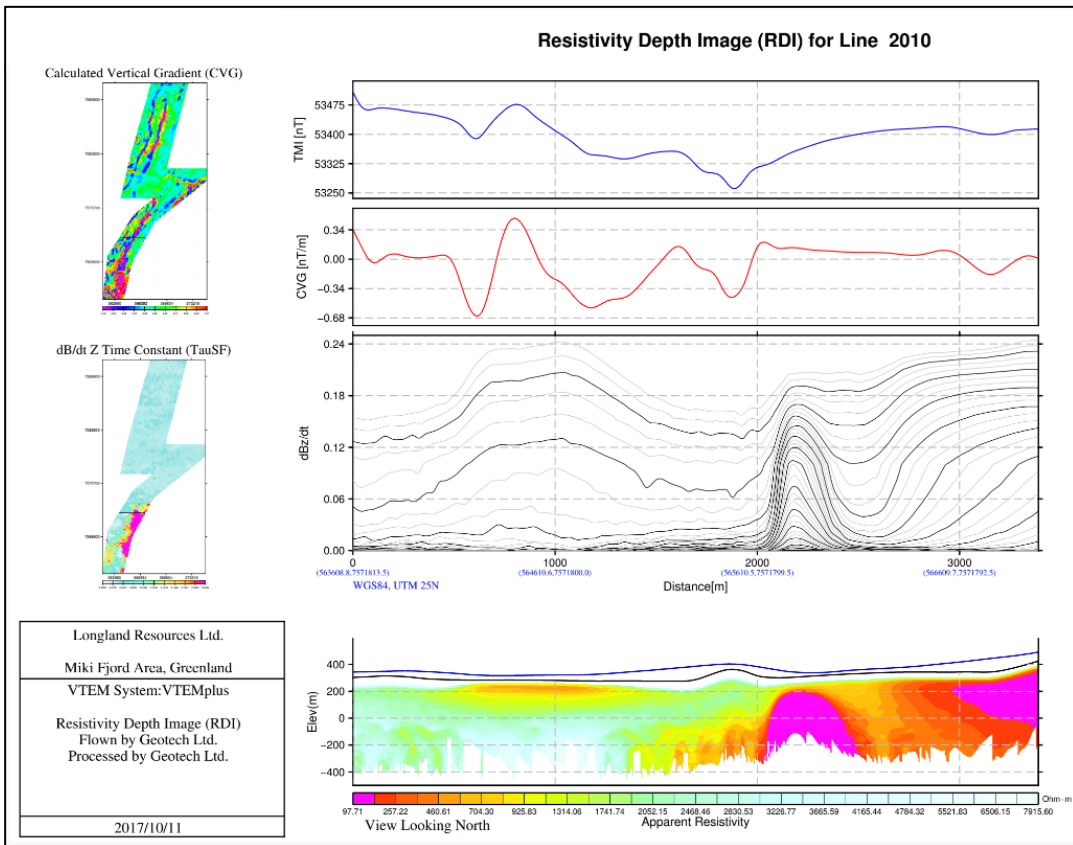 Resistivity Depth Image (RDI) for Line 2010
Calculated Vertical Gradient (CVG)
dB/dt Z Time Constant (TauSF)
TMI [nT]
53475
53400
53325
53250
CVG [nT/m]
0.34
0.00
-0.34
-0.68
dBz/dt
0.24
0.18
0.12
0.06
0.00
0
1000
2000
3000
(563608.8,7571813.5)
(564610.6,7571800.0)
(565610.5,7571799.5)
(566609.7,7571792.5)
WGS84, UTM 25N
Distance[m]
Longland Resources Ltd.
Miki Fjord Area, Greenland
VTEM System:VTEMplus
Resistivity Depth Image (RDI)
Flown by Geotech Ltd.
Processed by Geotech Ltd.
2017/10/11
Elev(m)
400
200
0
−200
−400
Ohm-m
97.71 257.22 460.61 704.00 925.83 1314.06 1741.74 2052.15 2468.46 2830.53 3226.77 3665.59 4165.44 4784.32 5521.83 6506.15 7915.60
View Looking North
Apparent Resistivity